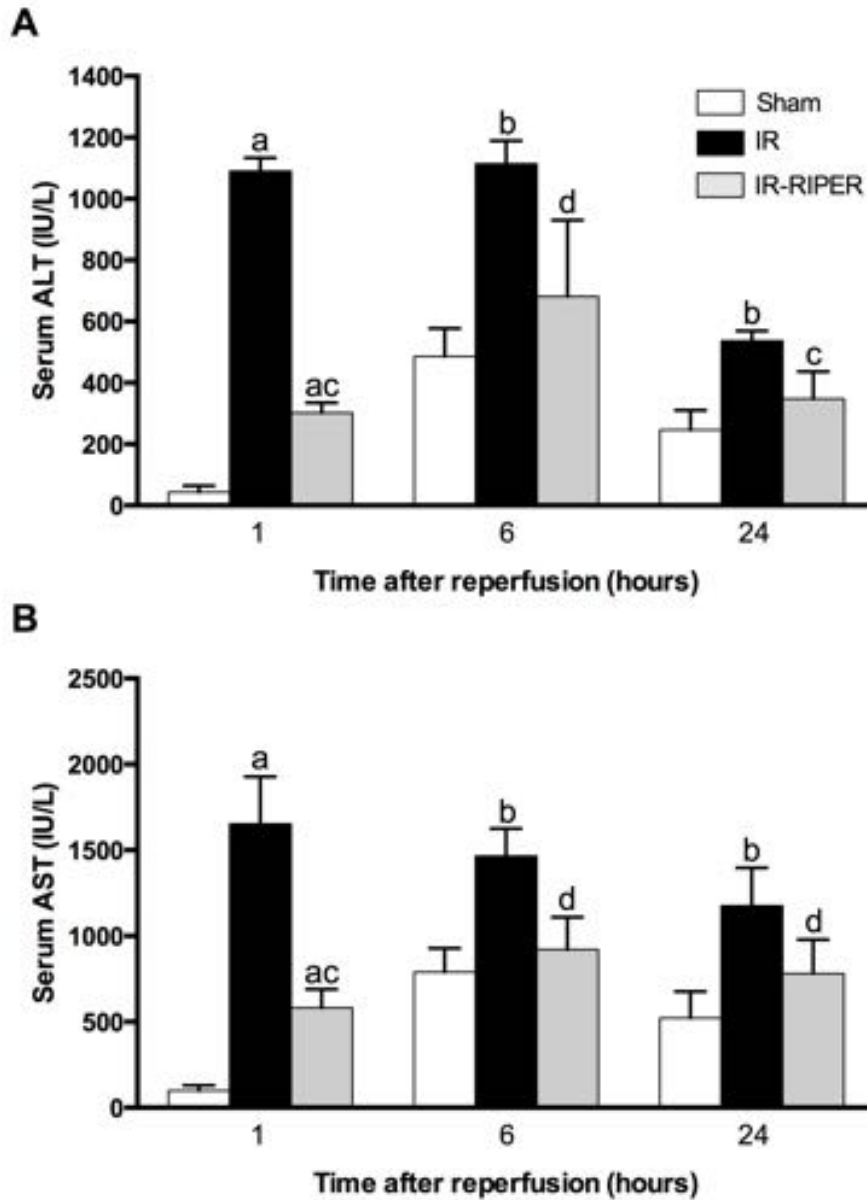 A
Serum ALT (IU/L)
1400
1200
1000
800
600
400
200
0
a
ac
b
d
b
c
Sham
IR
IR-RIPER
1 6 24
Time after reperfusion (hours)
B
Serum AST (IU/L)
2500
2000
1500
1000
500
0
a
ac
b
d
b
d
1 6 24
Time after reperfusion (hours)